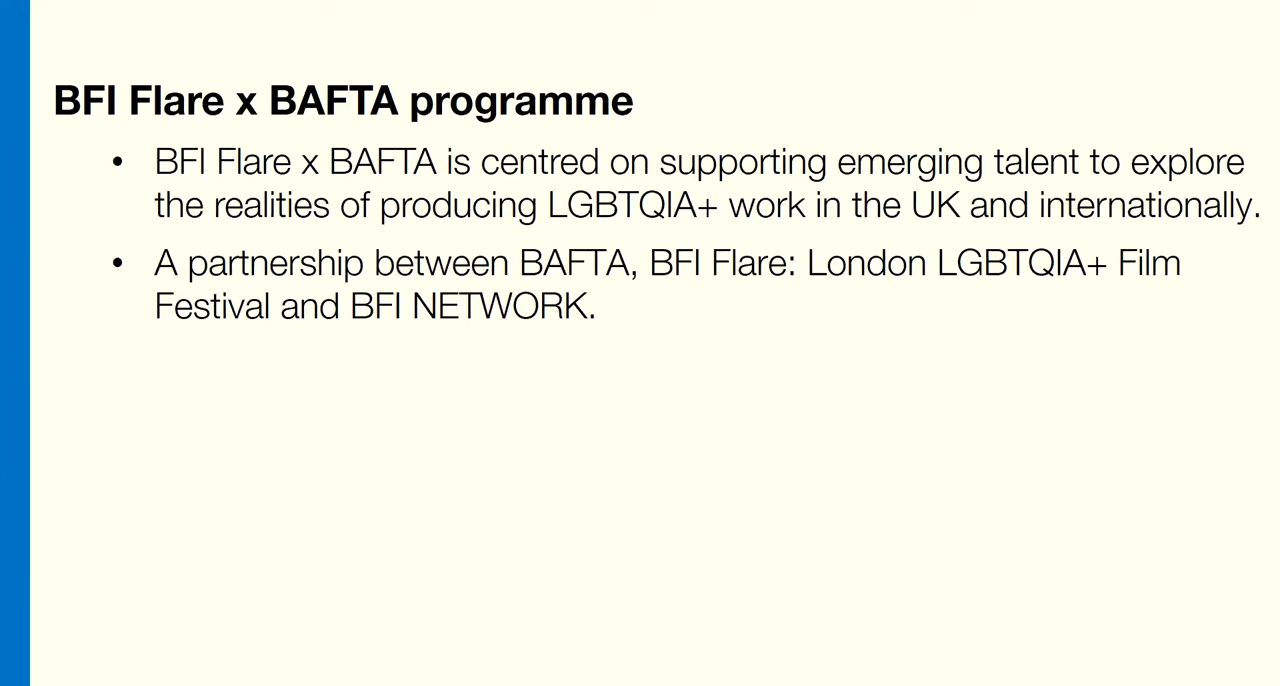 BFI Flare x BAFTA programme
• BFI Flare x BAFTA is centred on supporting emerging talent to explore
the realities of producing LGBTQIA+ work in the UK and internationally.
• A partnership between BAFTA, BFI Flare: London LGBTQIA+ Film
Festival and BFI NETWORK.